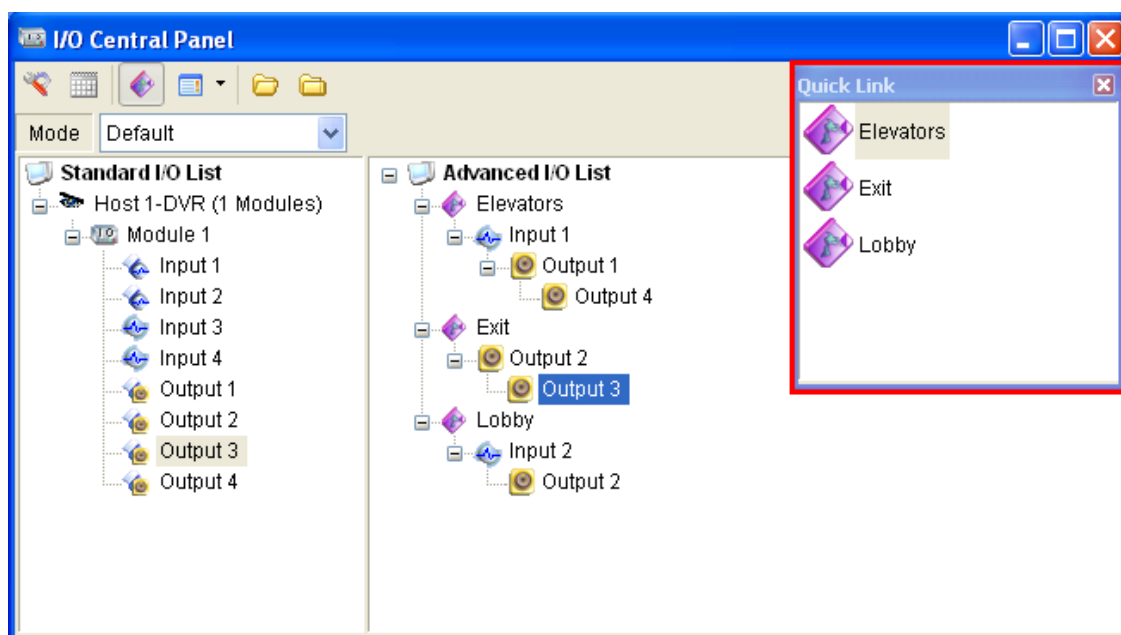 I/O Central Panel
Mode Default
Standard I/O List
Host 1-DVR (1 Modules)
Module 1
Input 1
Input 2
Input 3
Input 4
Output 1
Output 2
Output 3
Output 4
Advanced I/O List
Elevators
Input 1
Output 1
Output 4
Exit
Output 2
Output 3
Lobby
Input 2
Output 2
Quick Link
Elevators
Exit
Lobby